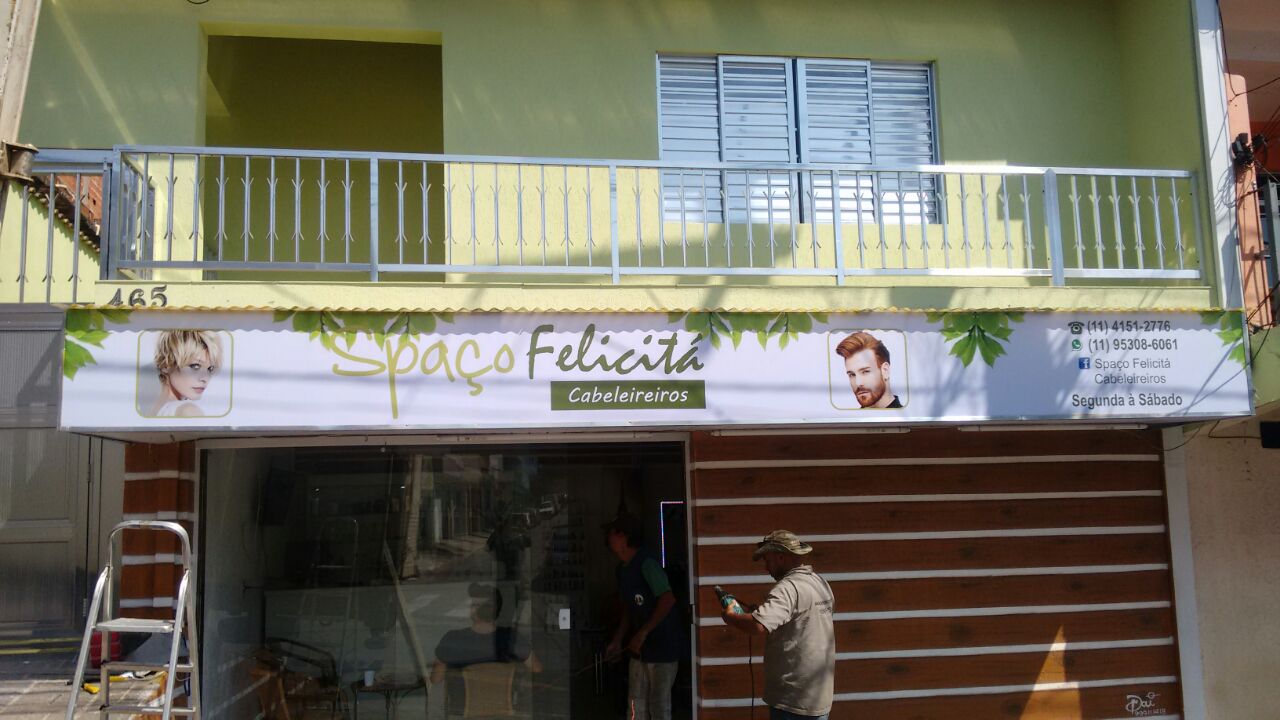 465
Spaço Felicitá
Cabeleireiros
(11) 4151-2776
(11) 95308-6061
Spaço Felicitá
Cabeleireiros
Segunda à Sábado